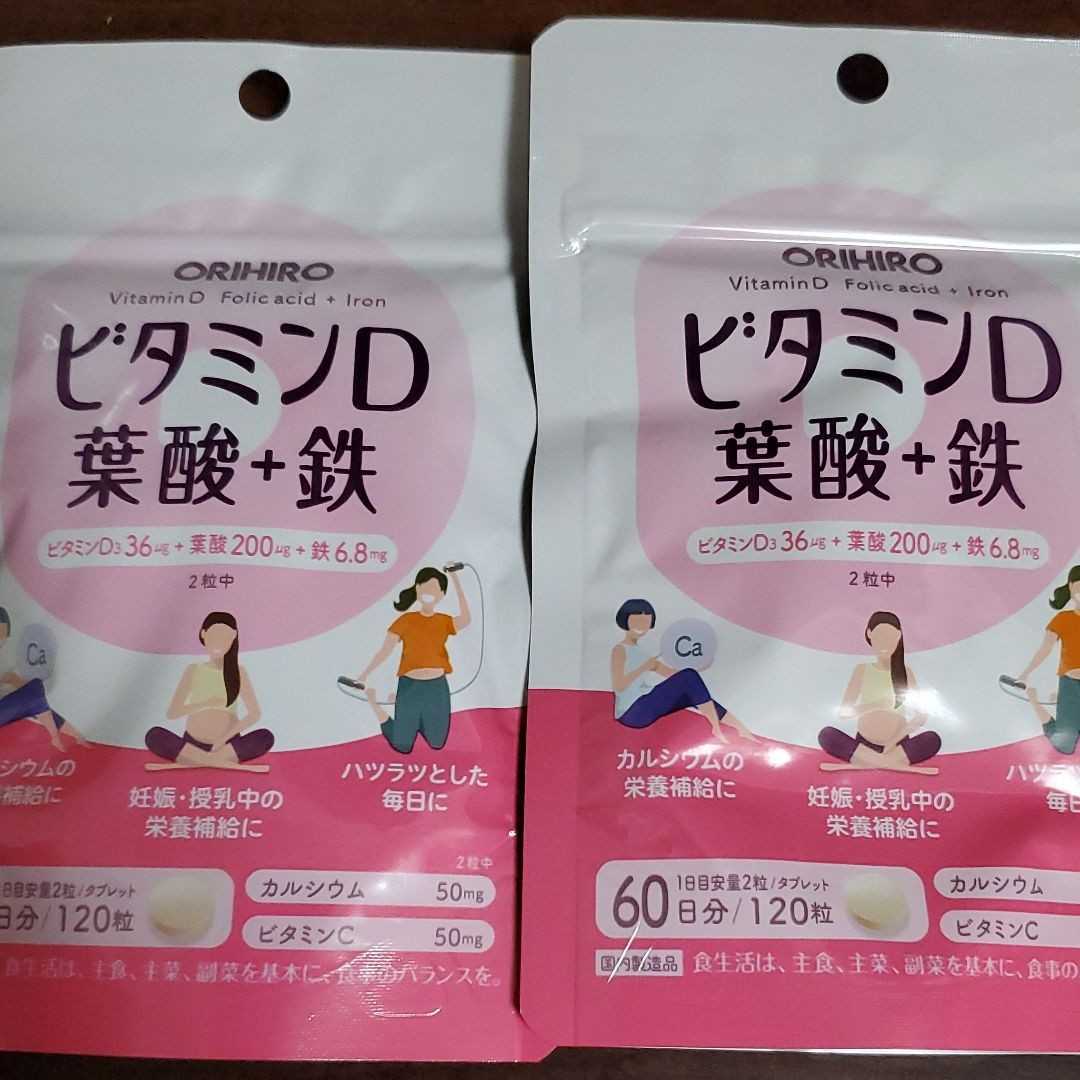 ORIHIRO
Vitamin D Folic acid + Iron
ビタミンD
葉酸+鉄
ビタミンD3 36μg + 葉酸 200μg + 鉄 6.8mg
2粒中
Ca
シウムの
補給に
妊娠・授乳中の
栄養補給に
ハツラツとした
毎日に
2粒中
日目安量2粒/タブレット
日分/120粒
カルシウム 50mg
ビタミンC 50mg
食生活は、主食、主菜、副菜を基本に、食事のバランスを。
ORIHIRO
Vitamin D Folic acid + Iron
ビタミンD
葉酸+鉄
ビタミンD3 36μg + 葉酸 200μg + 鉄 6.8mg
2粒中
Ca
カルシウムの
栄養補給に
妊娠・授乳中の
栄養補給に
ハツラツ
毎日
1日目安量2粒/タブレット
60日分/120粒
カルシウム
ビタミンC
国内製造品 食生活は、主食、主菜、副菜を基本に、食事の